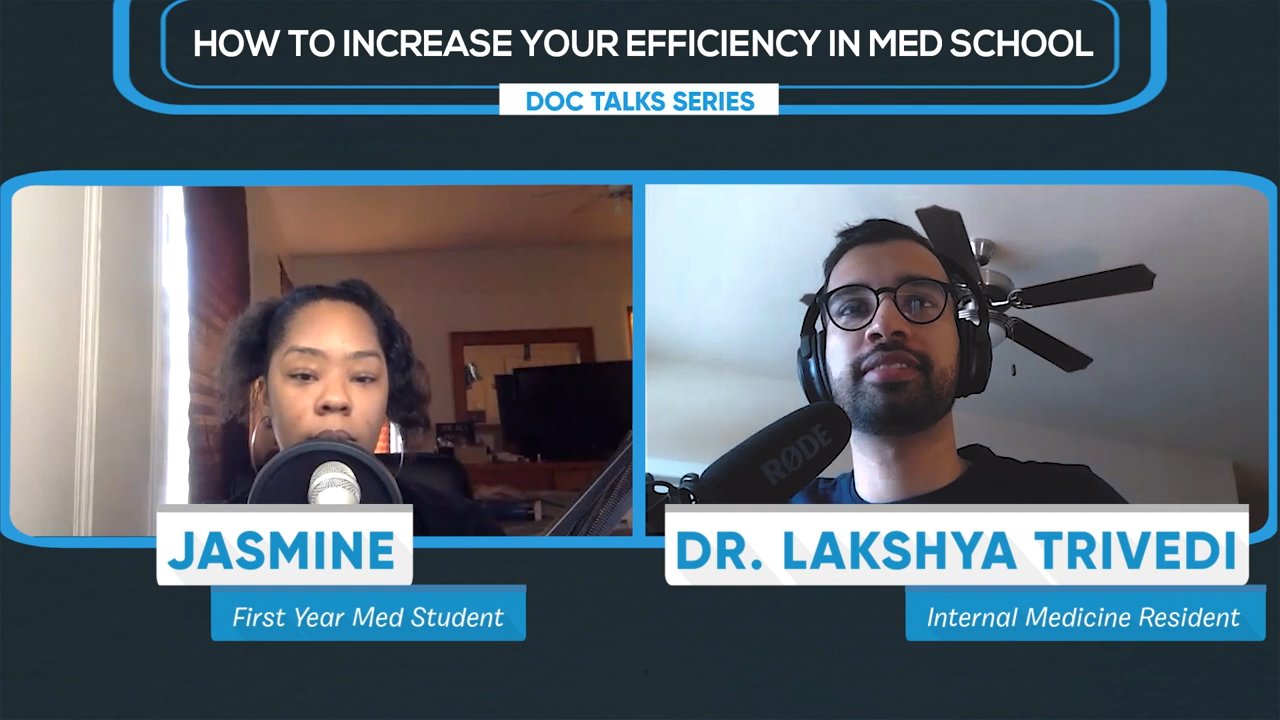 HOW TO INCREASE YOUR EFFICIENCY IN MED SCHOOL
DOC TALKS SERIES
RØDE
JASMINE
DR. LAKSHYA TRIVEDI
First Year Med Student
Internal Medicine Resident